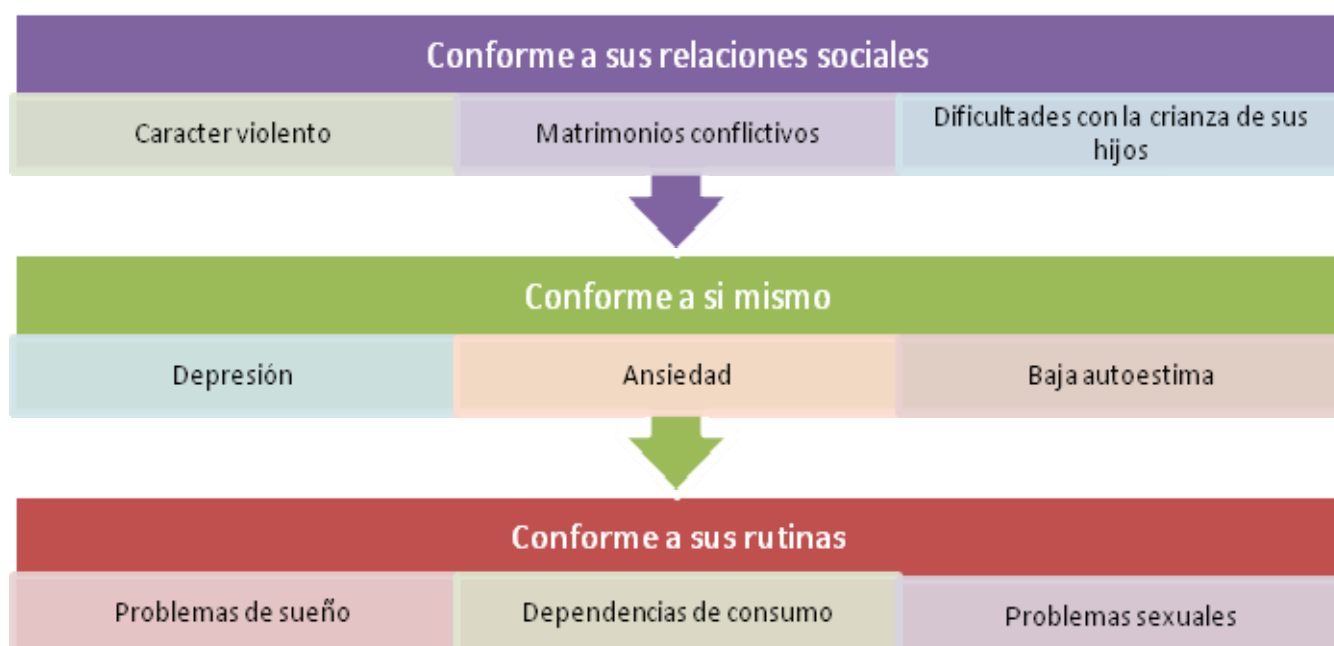 Conforme a sus relaciones sociales
Caracter violento
Matrimonios conflictivos
Dificultades con la crianza de sus
hijos
Conforme a si mismo
Depresión
Ansiedad
Baja autoestima
Conforme a sus rutinas
Problemas de sueño
Dependencias de consumo
Problemas sexuales